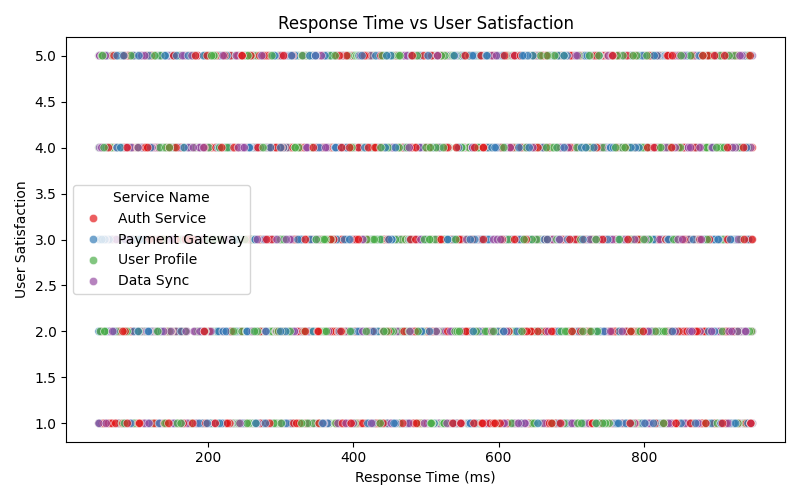 Response Time vs User Satisfaction
5.0
4.5
4.0
3.5
3.0
2.5
2.0
1.5
1.0
User Satisfaction
Service Name
Auth Service
Payment Gateway
User Profile
Data Sync
200
400
600
800
Response Time (ms)